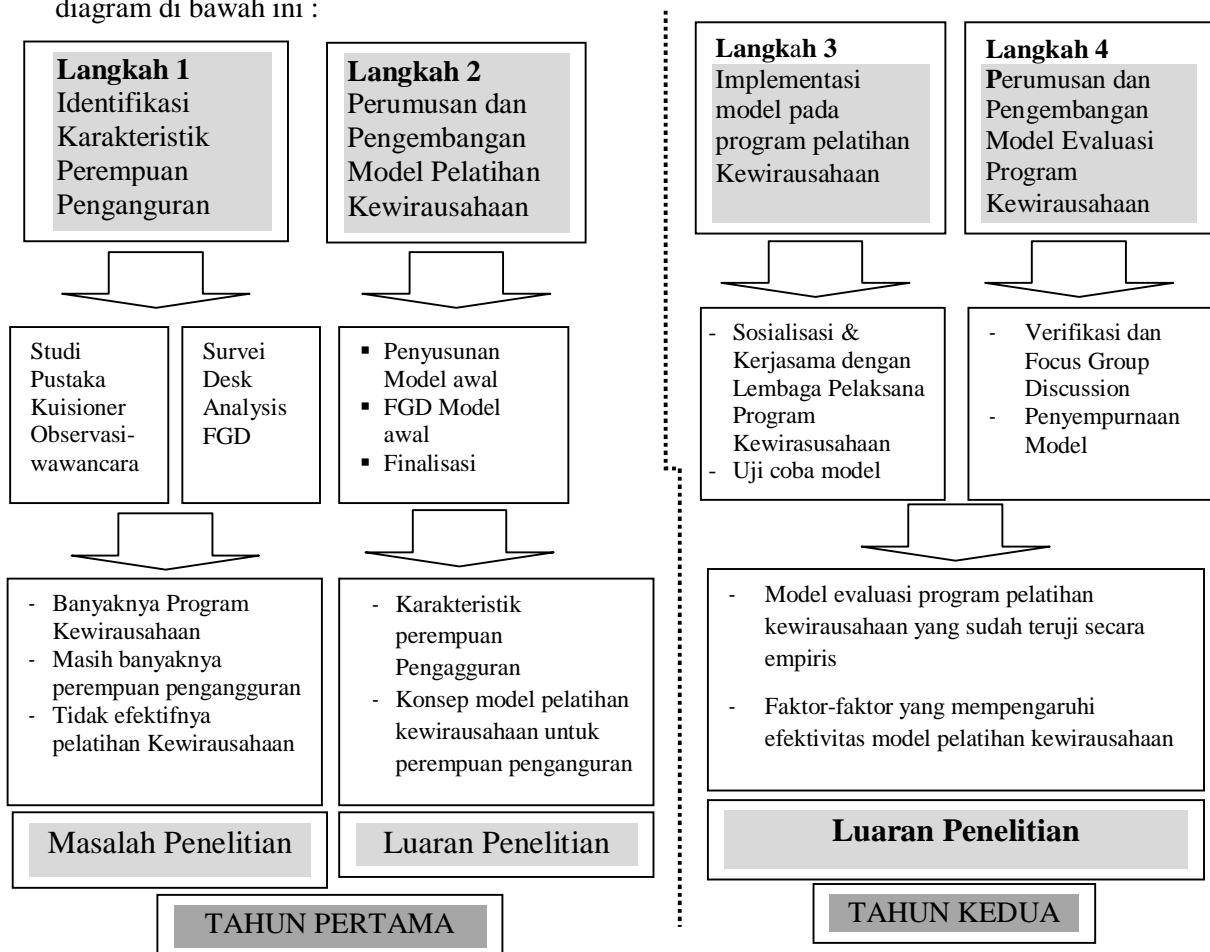 diagram di bawah ini :
Langkah 1
Identifikasi
Karakteristik
Perempuan
Penganguran
Langkah 2
Perumusan dan
Pengembangan
Model Pelatihan
Kewirausahaan
Langkah 3
Implementasi
model pada
program pelatihan
Kewirausahaan
Langkah 4
Perumusan dan
Pengembangan
Model Evaluasi
Program
Kewirausahaan
Studi
Pustaka
Kuisioner
Observasi-
wawancara
Survei
Desk
Analysis
FGD
▪ Penyusunan
Model awal
▪ FGD Model
awal
▪ Finalisasi
- Sosialisasi &
Kerjasama dengan
Lembaga Pelaksana
Program
Kewirasusahaan
- Uji coba model
- Verifikasi dan
Focus Group
Discussion
- Penyempurnaan
Model
- Banyaknya Program
Kewirausahaan
- Masih banyaknya
perempuan pengangguran
- Tidak efektifnya
pelatihan Kewirausahaan
- Karakteristik
perempuan
Pengagguran
- Konsep model pelatihan
kewirausahaan untuk
perempuan penganguran
- Model evaluasi program pelatihan
kewirausahaan yang sudah teruji secara
empiris
- Faktor-faktor yang mempengaruhi
efektivitas model pelatihan kewirausahaan
Masalah Penelitian
Luaran Penelitian
Luaran Penelitian
TAHUN PERTAMA
TAHUN KEDUA